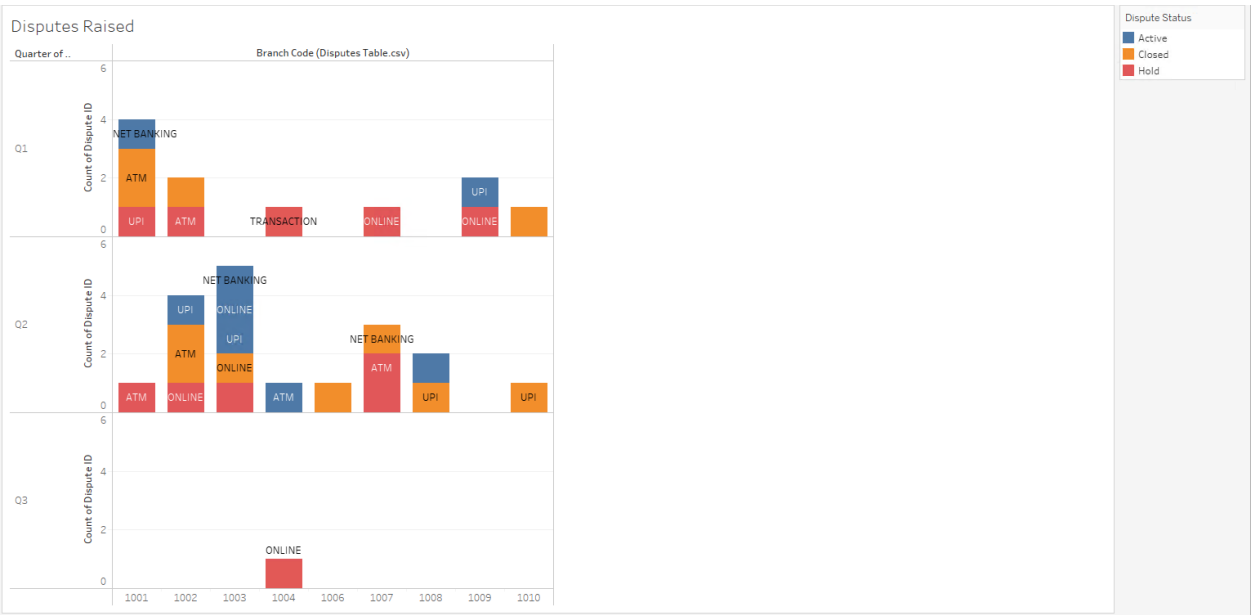 Disputes Raised
Quarter of ..
Branch Code (Disputes Table.csv)
Dispute Status
Active
Closed
Hold
Q1
Count of Dispute ID
6
4
2
0
NET BANKING
ATM
UPI
ATM
TRANSACTION
ONLINE
UPI
ONLINE
Q2
Count of Dispute ID
6
4
2
0
ATM
UPI
ATM
ONLINE
NET BANKING
ONLINE
UPI
ONLINE
ATM
NET BANKING
ATM
UPI
UPI
Q3
Count of Dispute ID
6
4
2
0
ONLINE
1001 1002 1003 1004 1006 1007 1008 1009 1010